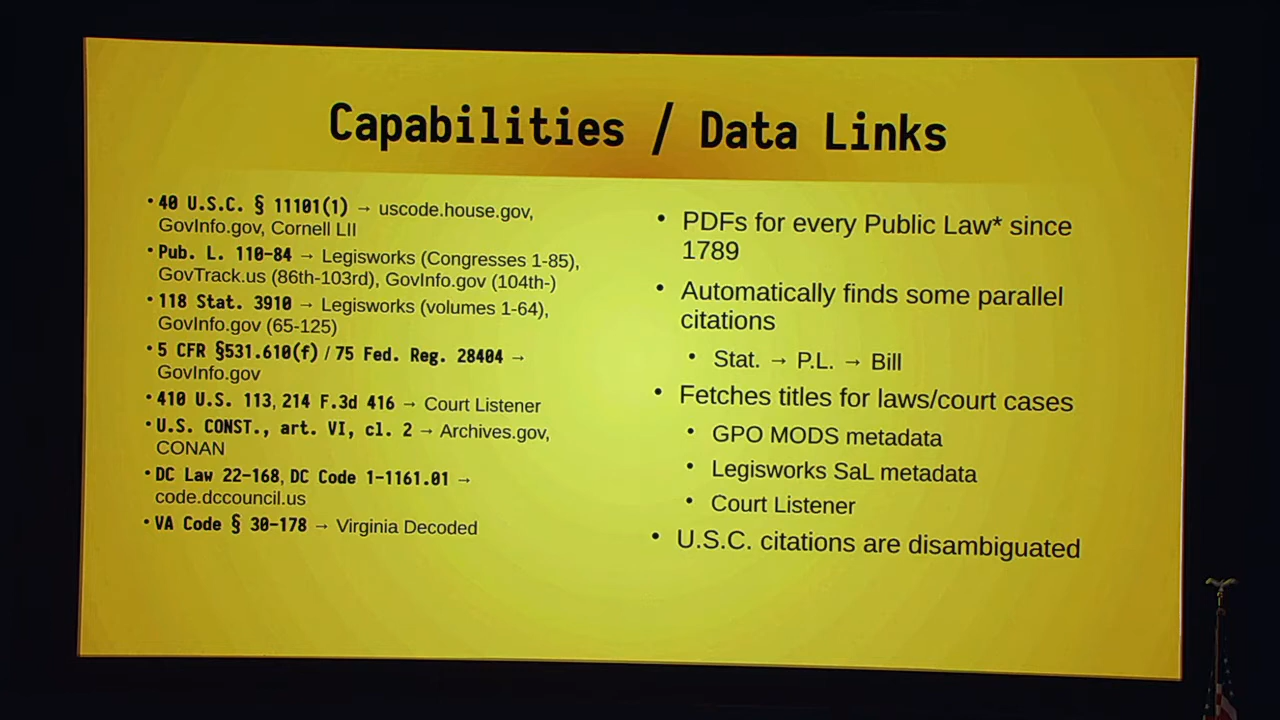 Capabilities / Data Links
• 40 U.S.C. § 11101(1) → uscode.house.gov,
GovInfo.gov, Cornell LII
• Pub. L. 110-84 → Legisworks (Congresses 1-85),
GovTrack.us (86th-103rd), GovInfo.gov (104th-)
• 118 Stat. 3910 → Legisworks (volumes 1-64),
GovInfo.gov (65-125)
• 5 CFR §531.610(f) / 75 Fed. Reg. 28404 →
GovInfo.gov
• 410 U.S. 113, 214 F.3d 416 → Court Listener
• U.S. CONST., art. VI, cl. 2 → Archives.gov,
CONAN
• DC Law 22-168, DC Code 1-1161.01 →
code.dccouncil.us
• VA Code § 30-178 → Virginia Decoded
• PDFs for every Public Law* since
1789
• Automatically finds some parallel
citations
• Stat. → P.L. → Bill
• Fetches titles for laws/court cases
• GPO MODS metadata
• Legisworks SaL metadata
• Court Listener
• U.S.C. citations are disambiguated